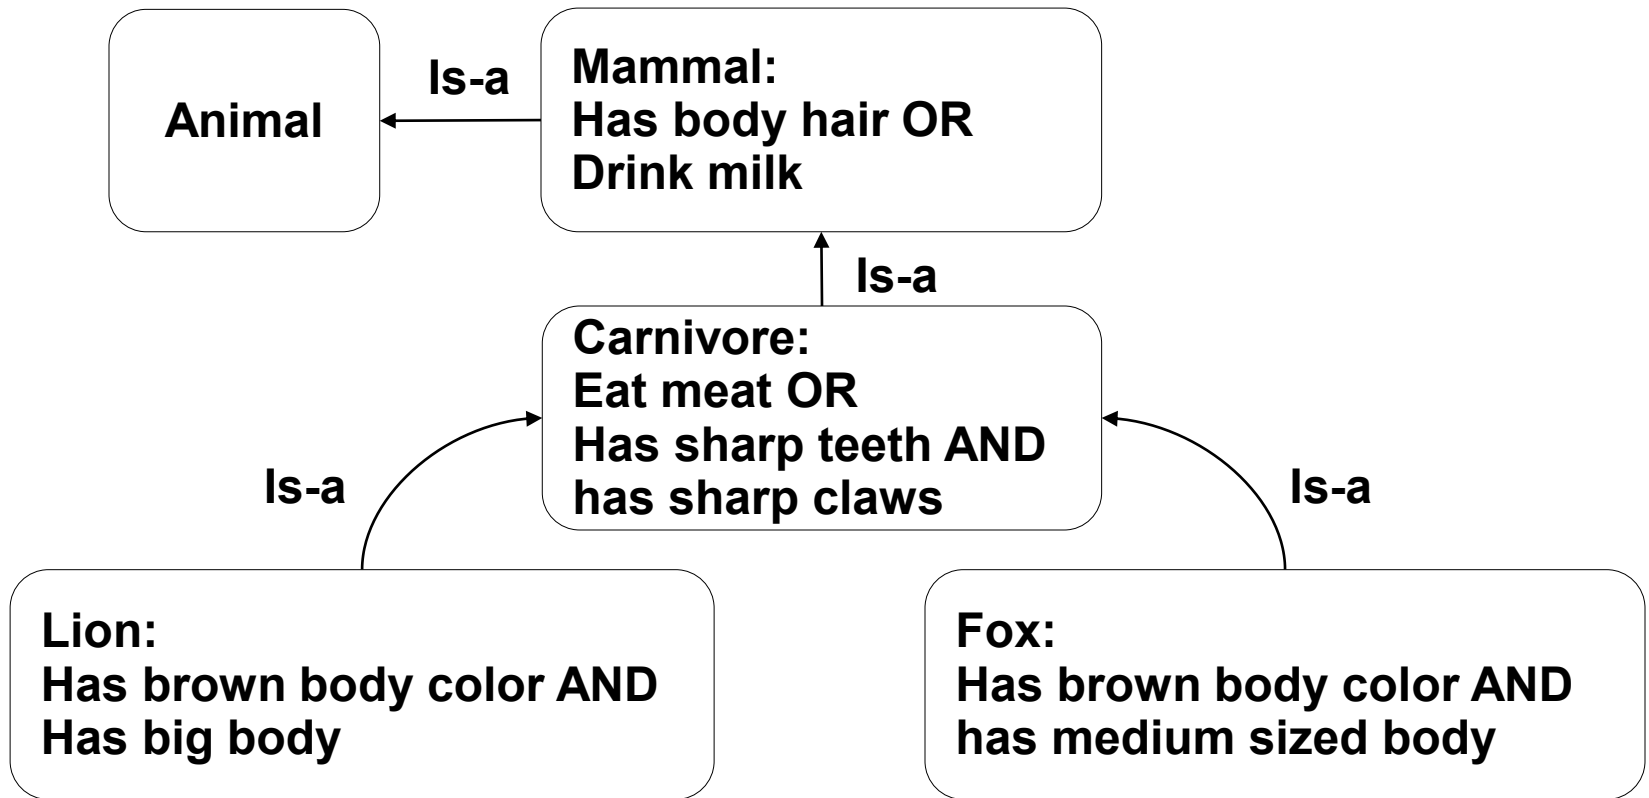 Animal
Is-a
Mammal:
Has body hair OR
Drink milk
Is-a
Carnivore:
Eat meat OR
Has sharp teeth AND
has sharp claws
Is-a
Is-a
Lion:
Has brown body color AND
Has big body
Fox:
Has brown body color AND
has medium sized body